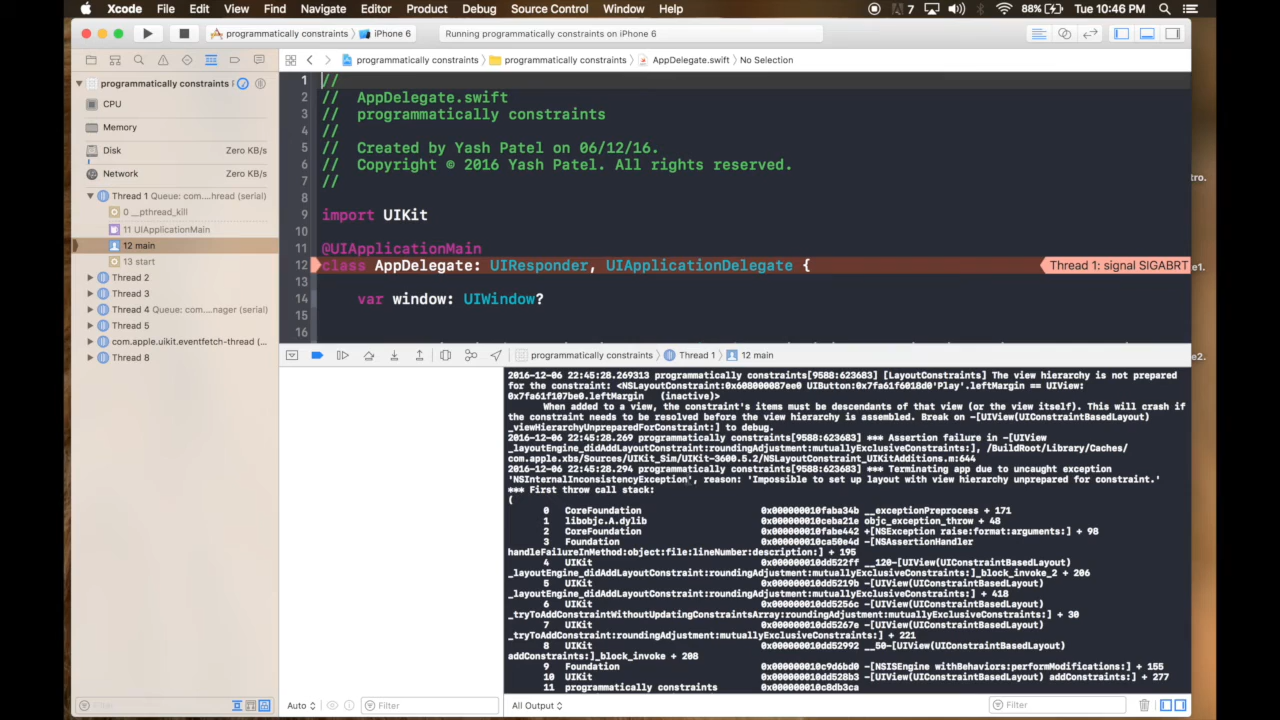 Xcode File Edit View Find Navigate Editor Product Debug Source Control Window Help 7 88% Tue 10:46 PM
programmatically constraints iPhone 6 Running programmatically constraints on iPhone 6
programmatically constraints programmatically constraints AppDelegate.swift No Selection
programmatically constraints
CPU
Memory
Disk Zero KB/s
Network Zero KB/s
Thread 1 Queue: com....hread (serial)
0 __pthread_kill
11 UIApplicationMain
12 main
13 start
Thread 2
Thread 3
Thread 4 Queue: com....nager (serial)
Thread 5
com.apple.uikit.eventfetch-thread (...
Thread 8
1 //
2 // AppDelegate.swift
3 // programmatically constraints
4 //
5 // Created by Yash Patel on 06/12/16.
6 // Copyright © 2016 Yash Patel. All rights reserved.
7 //
8
9 import UIKit
10
11 @UIApplicationMain
12 class AppDelegate: UIResponder, UIApplicationDelegate { Thread 1: signal SIGABRT
13
14 var window: UIWindow?
15
16
tro.
e1.
e2.
programmatically constraints Thread 1 12 main
2016-12-06 22:45:28.269313 programmatically constraints[9588:623683] [LayoutConstraints] The view hierarchy is not prepared
for the constraint: <NSLayoutConstraint:0x608000087ee0 UIButton:0x7fa61f6018d0'Play'.leftMargin == UIView:
0x7fa61f107be0.leftMargin (inactive)>
When added to a view, the constraint's items must be descendants of that view (or the view itself). This will crash if
the constraint needs to be resolved before the view hierarchy is assembled. Break on -[UIView(UIConstraintBasedLayout)
_viewHierarchyUnpreparedForConstraint:] to debug.
2016-12-06 22:45:28.269 programmatically constraints[9588:623683] *** Assertion failure in -[UIView
_layoutEngine_didAddLayoutConstraint:roundingAdjustment:mutuallyExclusiveConstraints:], /BuildRoot/Library/Caches/
com.apple.xbs/Sources/UIKit_Sim/UIKit-3600.5.2/NSLayoutConstraint_UIKitAdditions.m:644
2016-12-06 22:45:28.294 programmatically constraints[9588:623683] *** Terminating app due to uncaught exception
'NSInternalInconsistencyException', reason: 'Impossible to set up layout with view hierarchy unprepared for constraint.'
*** First throw call stack:
(
0 CoreFoundation 0x000000010faba34b __exceptionPreprocess + 171
1 libobjc.A.dylib 0x000000010ceba21e objc_exception_throw + 48
2 CoreFoundation 0x000000010fabe442 +[NSException raise:format:arguments:] + 98
3 Foundation 0x000000010ca50e4d -[NSAssertionHandler
handleFailureInMethod:object:file:lineNumber:description:] + 195
4 UIKit 0x000000010dd522ff __120-[UIView(UIConstraintBasedLayout)
_layoutEngine_didAddLayoutConstraint:roundingAdjustment:mutuallyExclusiveConstraints:]_block_invoke_2 + 206
5 UIKit 0x000000010dd5219b -[UIView(UIConstraintBasedLayout)
_layoutEngine_didAddLayoutConstraint:roundingAdjustment:mutuallyExclusiveConstraints:] + 418
6 UIKit 0x000000010dd5256c -[UIView(UIConstraintBasedLayout)
_tryToAddConstraintWithoutUpdatingConstraintsArray:roundingAdjustment:mutuallyExclusiveConstraints:] + 30
7 UIKit 0x000000010dd5267e -[UIView(UIConstraintBasedLayout)
_tryToAddConstraint:roundingAdjustment:mutuallyExclusiveConstraints:] + 221
8 UIKit 0x000000010dd52992 __50-[UIView(UIConstraintBasedLayout)
addConstraints:]_block_invoke + 208
9 Foundation 0x000000010c9d6bd0 -[NSISEngine withBehaviors:performModifications:] + 155
10 UIKit 0x000000010dd528b3 -[UIView(UIConstraintBasedLayout) addConstraints:] + 277
11 programmatically constraints 0x000000010c8db3ca
Filter Auto Filter All Output Filter